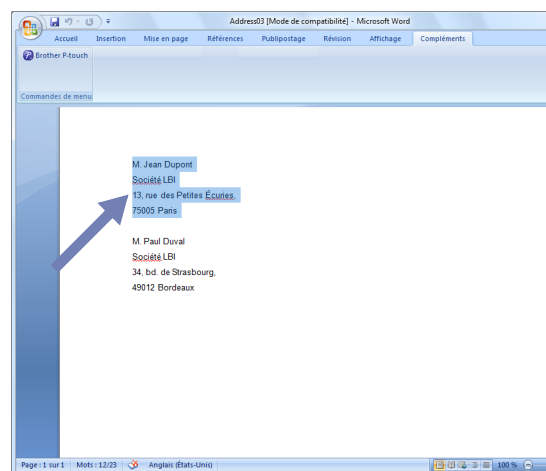 Address03 [Mode de compatibilité] - Microsoft Word
Accueil Insertion Mise en page Références Publipostage Révision Affichage Compléments
Brother P-touch
Commandes de menu
M. Jean Dupont
Société LBI
13, rue des Petites Écuries,
75005 Paris
M. Paul Duval
Société LBI
34, bd. de Strasbourg,
49012 Bordeaux
Page : 1 sur 1 Mots : 12/23 Anglais (États-Unis) 100 %